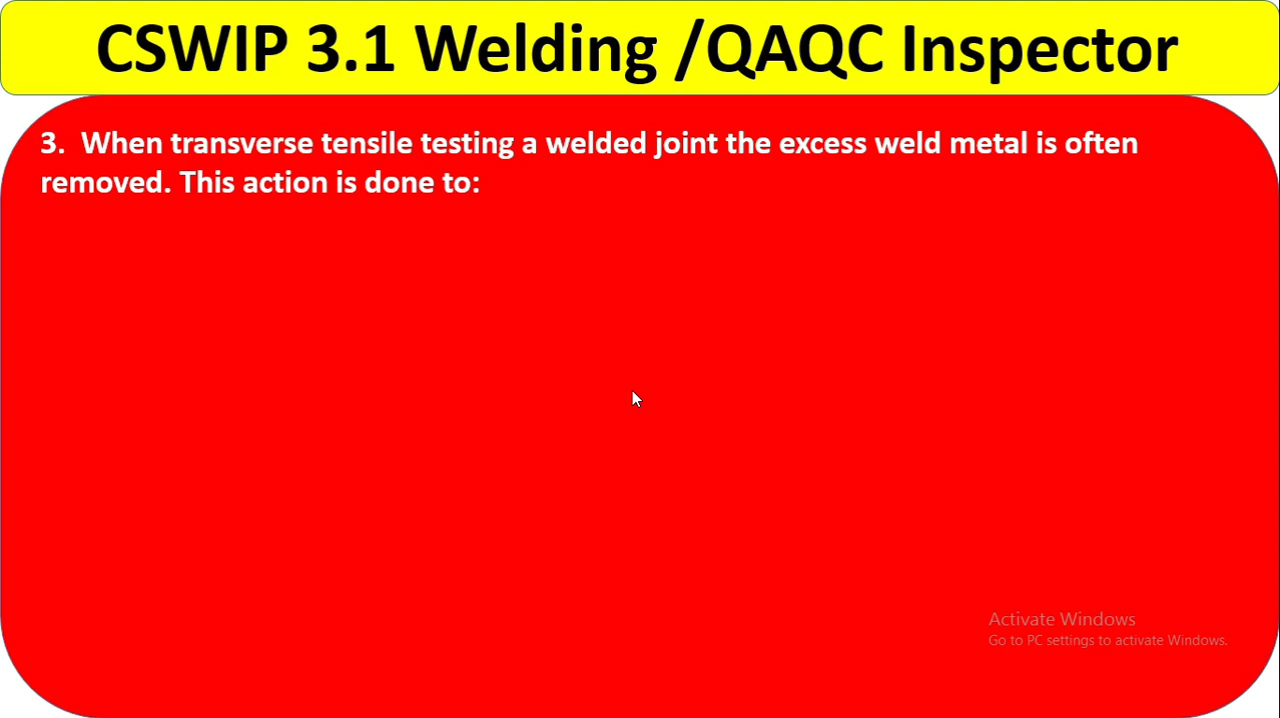 CSWIP 3.1 Welding /QAQC Inspector
3. When transverse tensile testing a welded joint the excess weld metal is often
removed. This action is done to:
Activate Windows
Go to PC settings to activate Windows.